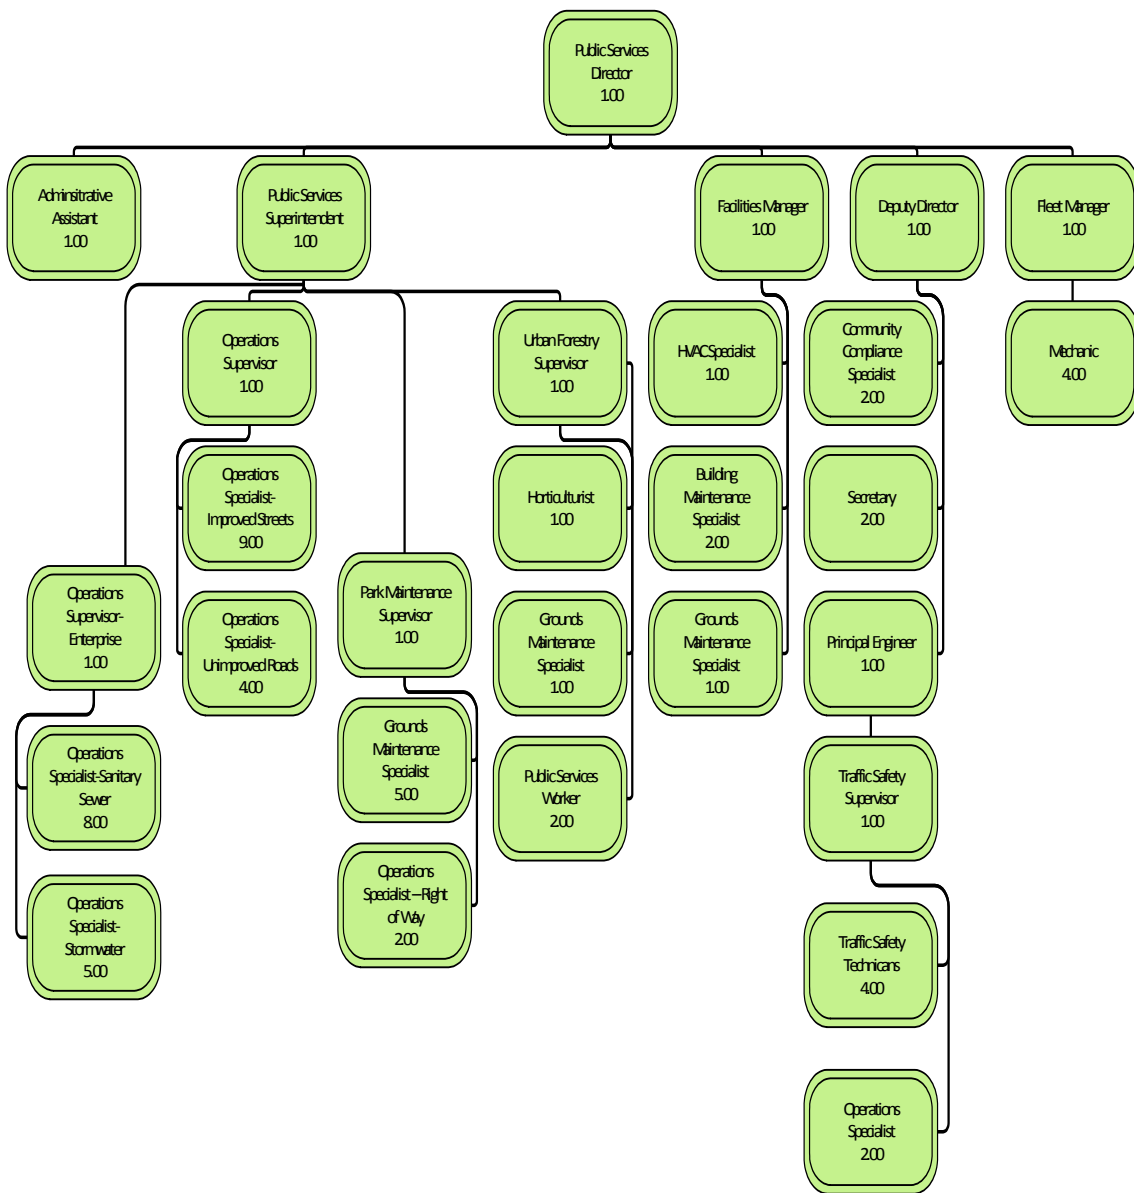 Public Services
Director
1.00
Adminsitrative
Assistant
1.00
Public Services
Superintendent
1.00
Facilities Manager
1.00
Deputy Director
1.00
Fleet Manager
1.00
Operations
Supervisor
1.00
Urban Forestry
Supervisor
1.00
HVAC Specialist
1.00
Community
Compliance
Specialist
2.00
Mechanic
4.00
Operations
Specialist-
Improved Streets
9.00
Horticulturist
1.00
Building
Maintenance
Specialist
2.00
Secretary
2.00
Operations
Supervisor-
Enterprise
1.00
Operations
Specialist-
Unimproved Roads
4.00
Park Maintenance
Supervisor
1.00
Grounds
Maintenance
Specialist
1.00
Grounds
Maintenance
Specialist
1.00
Principal Engineer
1.00
Operations
Specialist-Sanitary
Sewer
8.00
Grounds
Maintenance
Specialist
5.00
Public Services
Worker
2.00
Traffic Safety
Supervisor
1.00
Operations
Specialist-
Stormwater
5.00
Operations
Specialist – Right
of Way
2.00
Traffic Safety
Technicans
4.00
Operations
Specialist
2.00